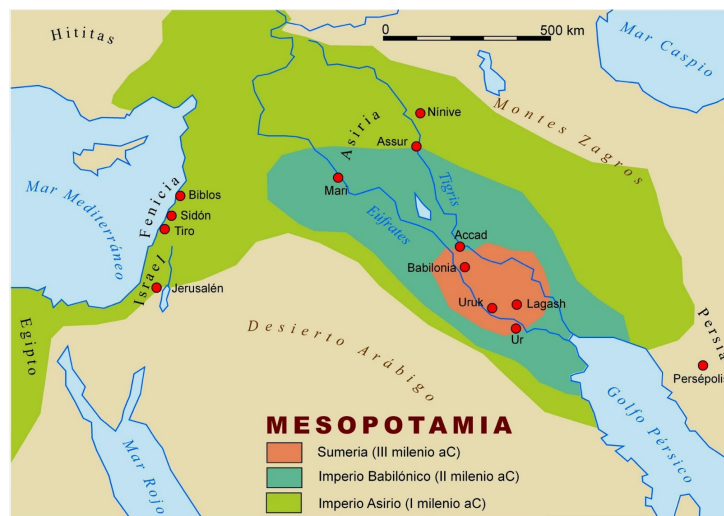 Hititas
0
500 km
Mar Caspio
Montes Zagros
Nínive
Asiria
Assur
Tigris
Mari
Éufrates
Mar Mediterráneo
Fenicia
Biblos
Sidón
Tiro
Israel
Jerusalén
Accad
Babilonia
Uruk
Lagash
Ur
Egipto
Desierto Arábigo
Persia
Persépolis
Golfo Pérsico
Mar Rojo
MESOPOTAMIA
Sumeria (III milenio aC)
Imperio Babilónico (II milenio aC)
Imperio Asirio (I milenio aC)